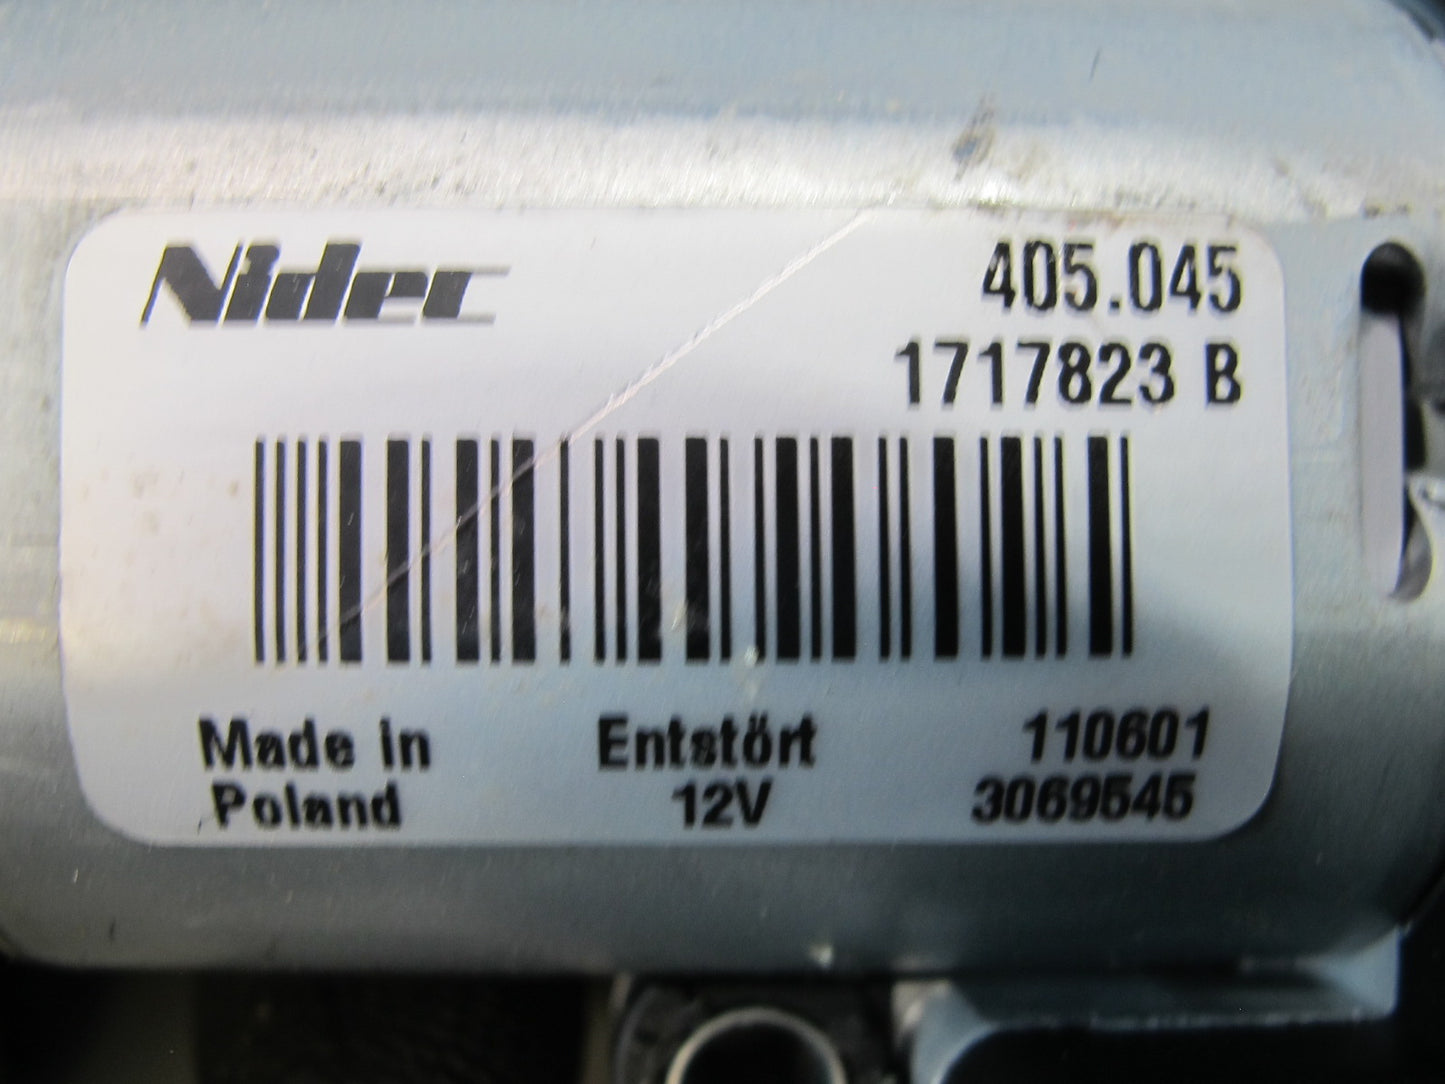 Nidec 405.045
1717823 B
Made in Entstört 110601
Poland 12V 3069545